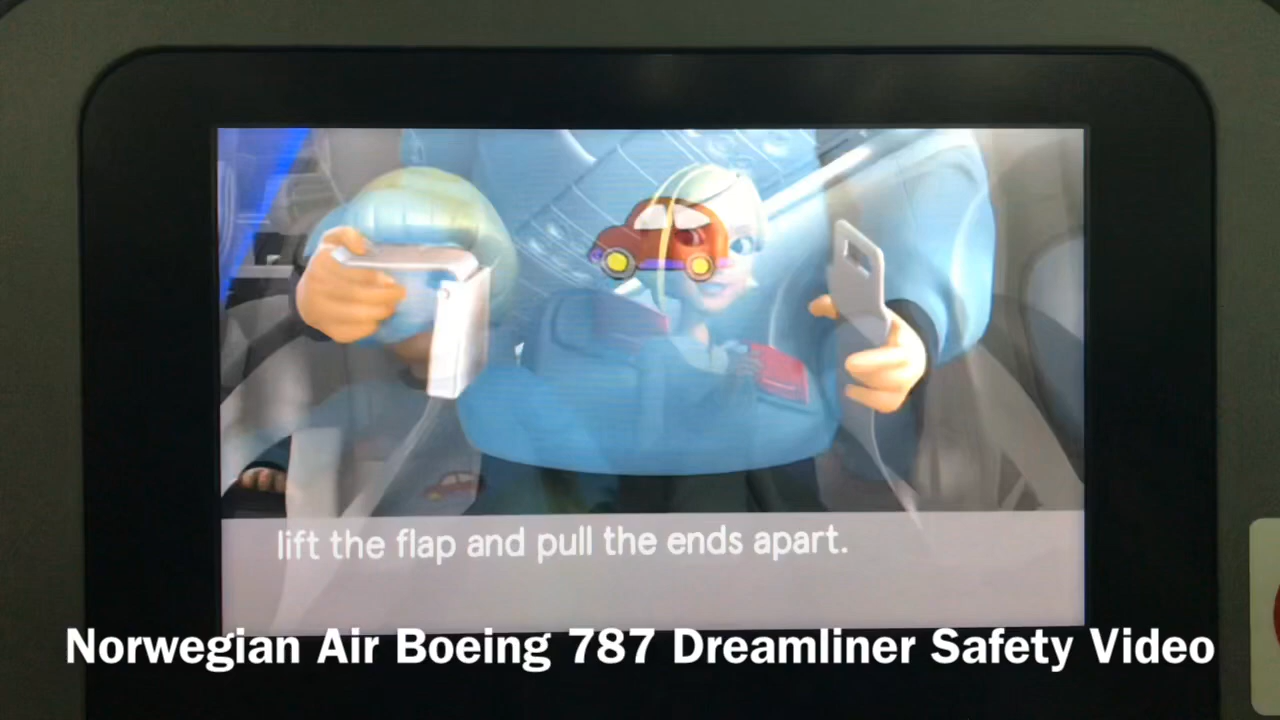 lift the flap and pull the ends apart.
Norwegian Air Boeing 787 Dreamliner Safety Video